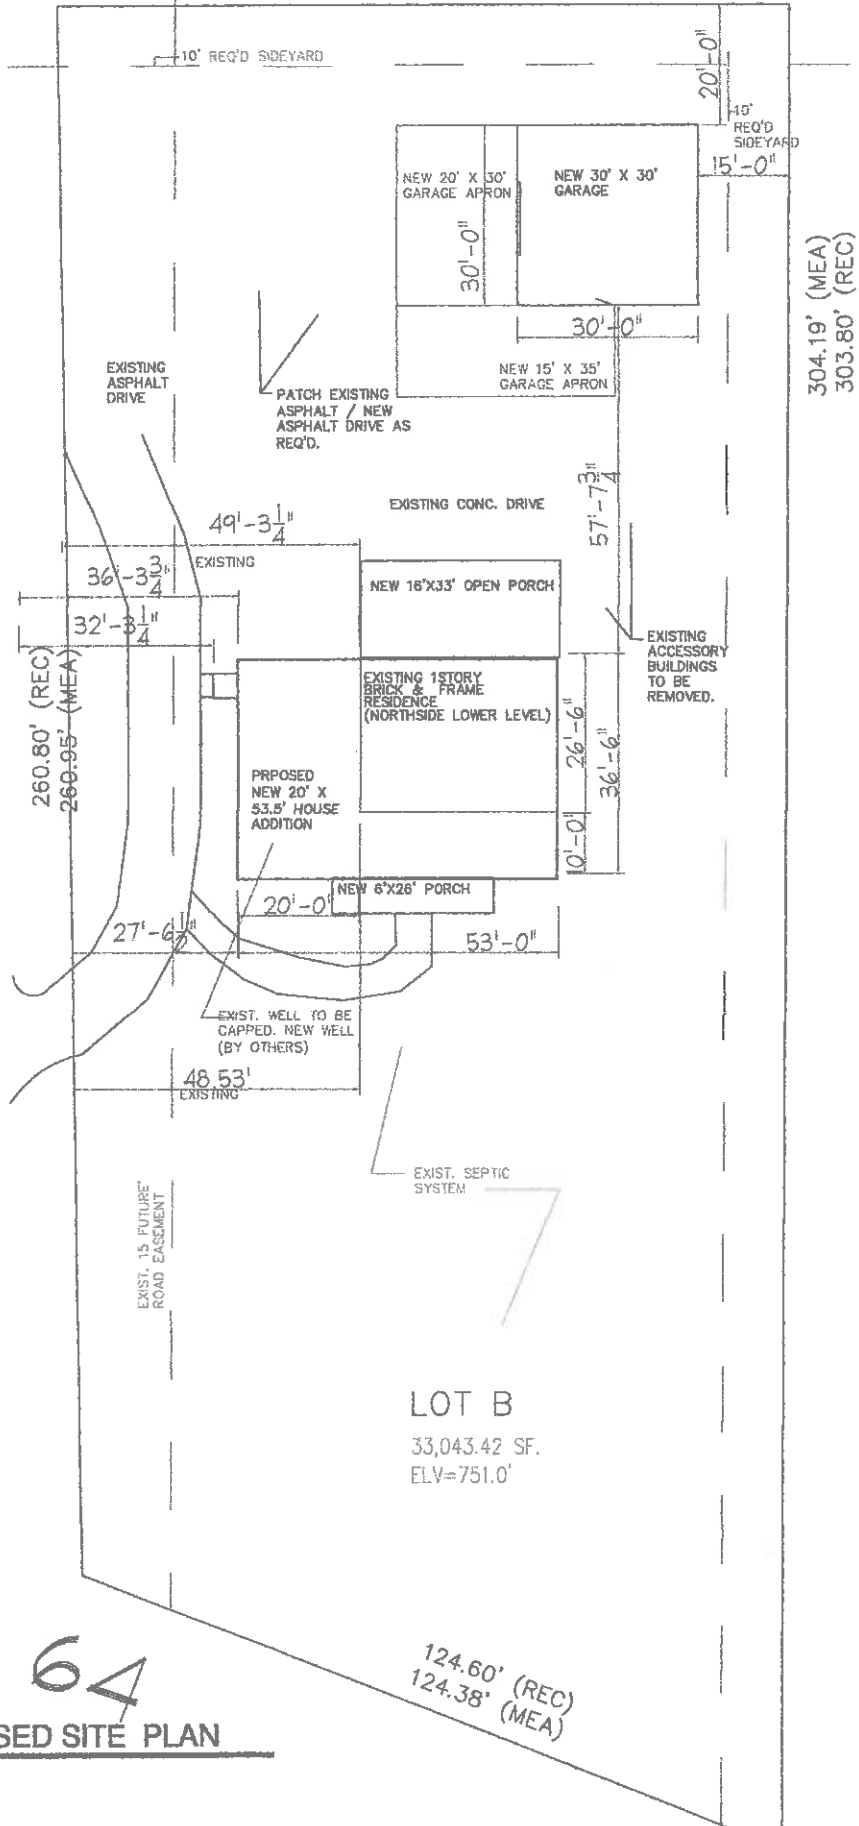 10' REQ'D SIDEYARD
20'-0"
REQ'D
SIDEYARD
15'-0"
NEW 20' X 30'
GARAGE APRON
NEW 30' X 30'
GARAGE
30'-0"
30'-0"
304.19' (MEA)
303.80' (REC)
EXISTING
ASPHALT
DRIVE
PATCH EXISTING
ASPHALT / NEW
ASPHALT DRIVE AS
REQ'D.
NEW 15' X 35'
GARAGE APRON
EXISTING CONC. DRIVE
57'-7 3/4"
49'-3 1/4"
EXISTING
36'-3 3/4"
32'-3 1/4"
NEW 16'X33' OPEN PORCH
EXISTING
ACCESSORY
BUILDINGS
TO BE
REMOVED.
260.80' (REC)
260.95' (MEA)
EXISTING 1STORY
BRICK & FRAME
RESIDENCE
(NORTHSIDE LOWER LEVEL)
26'-6"
36'-6"
10'-0"
PRPOSED
NEW 20' X
53.5' HOUSE
ADDITION
NEW 6'X26' PORCH
20'-0"
27'-6 1/2"
53'-0"
EXIST. WELL TO BE
CAPPED. NEW WELL
(BY OTHERS)
48.53'
EXISTING
EXIST. SEPTIC
SYSTEM
EXIST. 15 FUTURE'
ROAD EASEMENT
LOT B
33,043.42 SF.
ELV=751.0'
124.60' (REC)
124.38' (MEA)
64
SED SITE PLAN